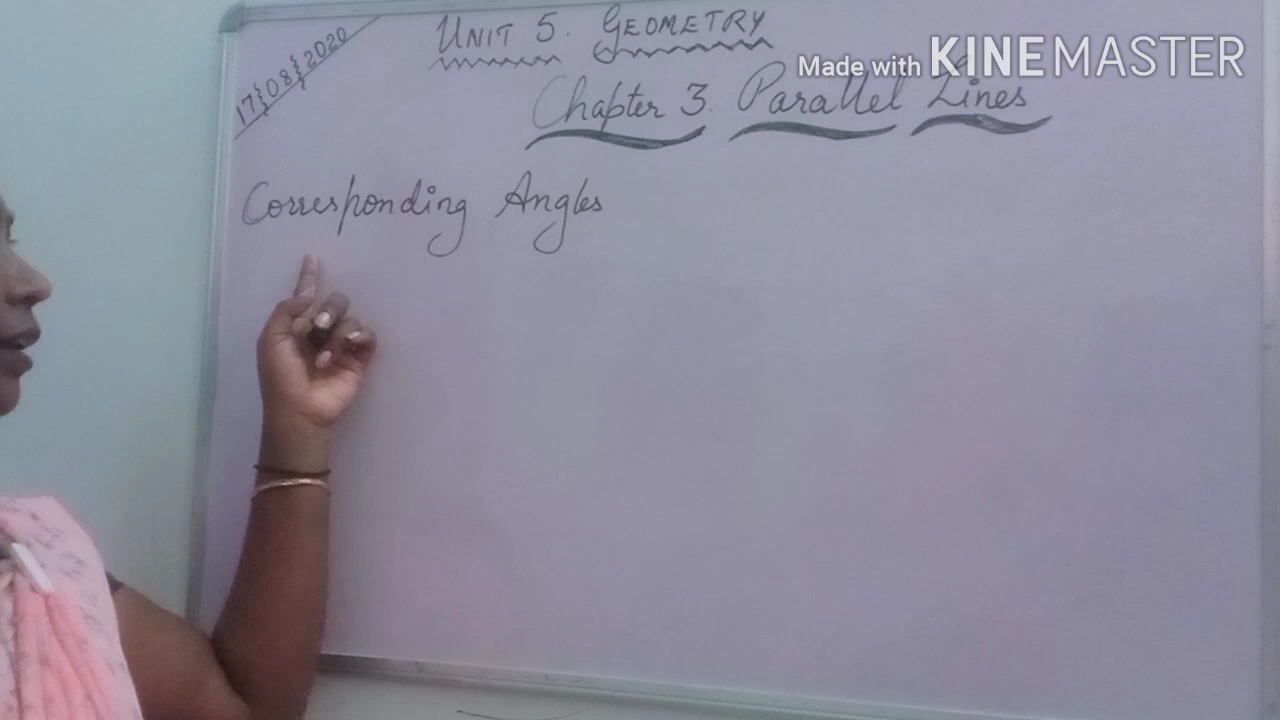 17/08/2020
UNIT 5. GEOMETRY
Made with KINEMASTER
Chapter 3. Parallel Lines
Corresponding Angles